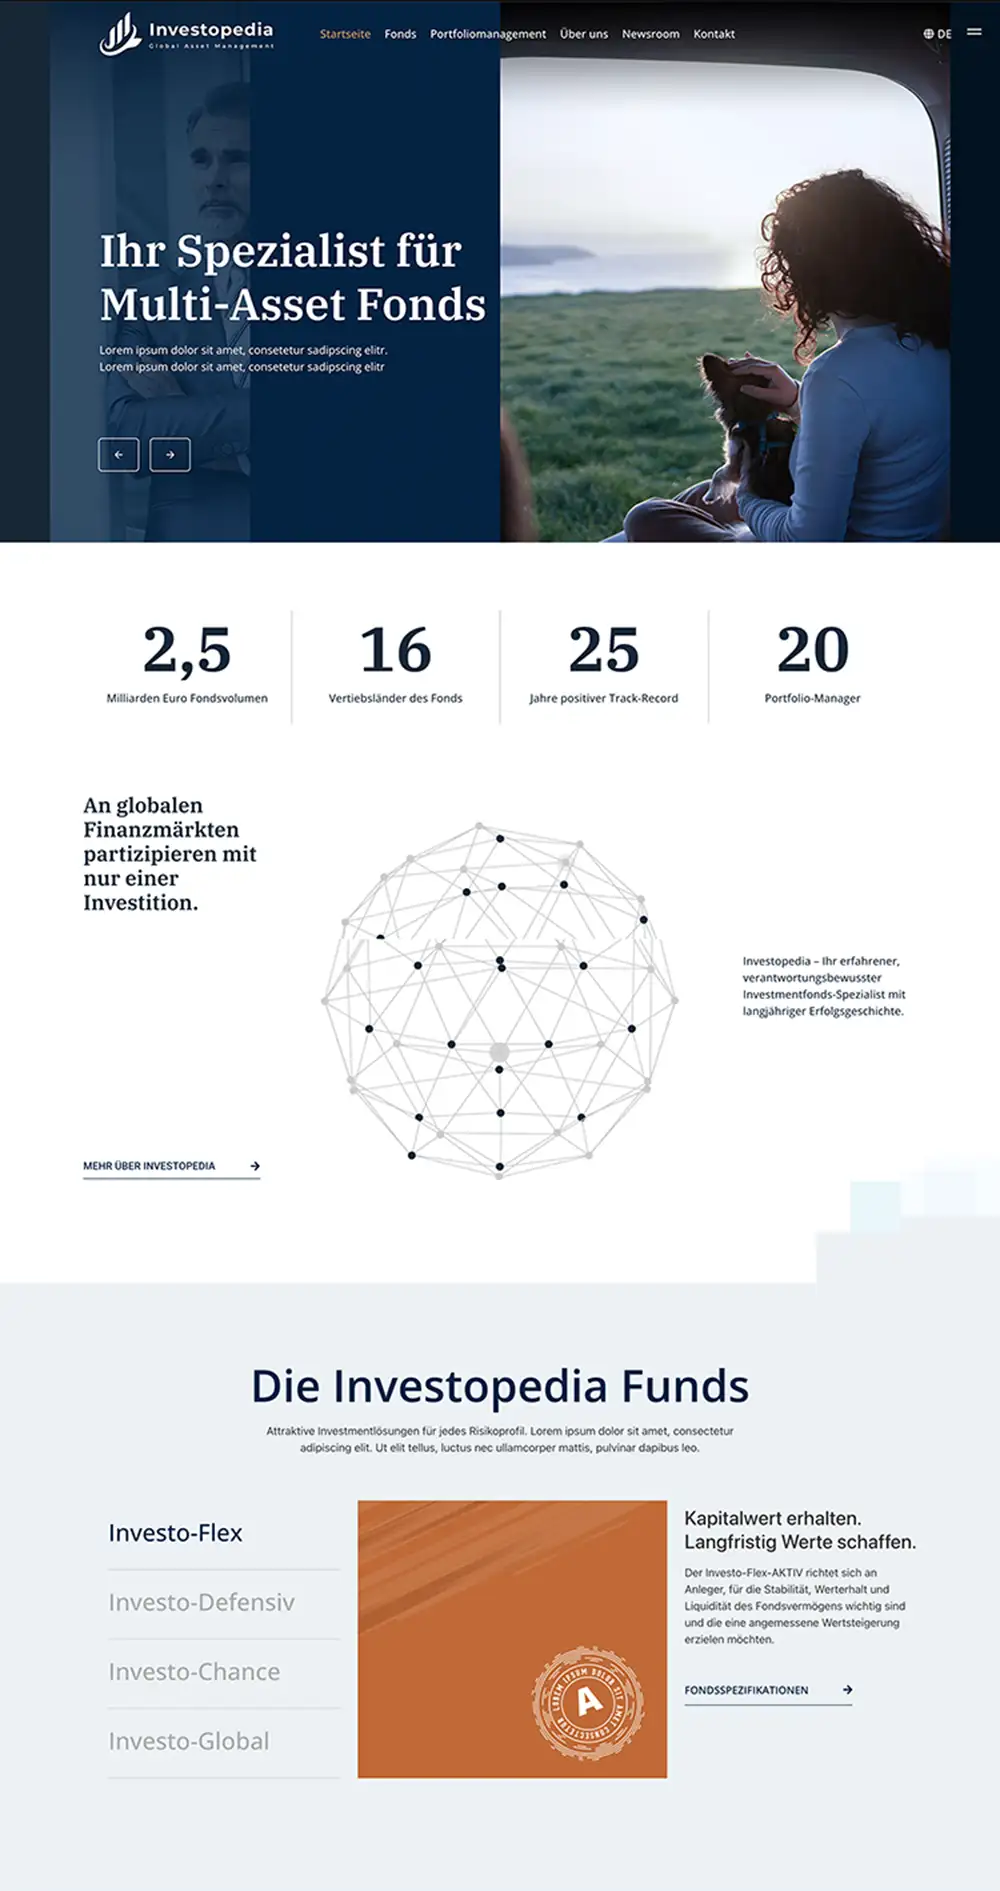 Investopedia
Global Asset Management
Startseite Fonds Portfoliomanagement Über uns Newsroom Kontakt
DE
Ihr Spezialist für
Multi-Asset Fonds
Lorem ipsum dolor sit amet, consetetur sadipscing elitr.
Lorem ipsum dolor sit amet, consetetur sadipscing elitr
2,5
Milliarden Euro Fondsvolumen
16
Vertiebsländer des Fonds
25
Jahre positiver Track-Record
20
Portfolio-Manager
An globalen
Finanzmärkten
partizipieren mit
nur einer
Investition.
Investopedia – Ihr erfahrener,
verantwortungsbewusster
Investmentfonds-Spezialist mit
langjähriger Erfolgsgeschichte.
MEHR ÜBER INVESTOPEDIA
Die Investopedia Funds
Attraktive Investmentlösungen für jedes Risikoprofil. Lorem ipsum dolor sit amet, consectetur
adipiscing elit. Ut elit tellus, luctus nec ullamcorper mattis, pulvinar dapibus leo.
Investo-Flex
Investo-Defensiv
Investo-Chance
Investo-Global
LOREM IPSUM DOLOR SIT AMET CONSECTETUR
A
Kapitalwert erhalten.
Langfristig Werte schaffen.
Der Investo-Flex-AKTIV richtet sich an
Anleger, für die Stabilität, Werterhalt und
Liquidität des Fondsvermögens wichtig sind
und die eine angemessene Wertsteigerung
erzielen möchten.
FONDSSPEZIFIKATIONEN